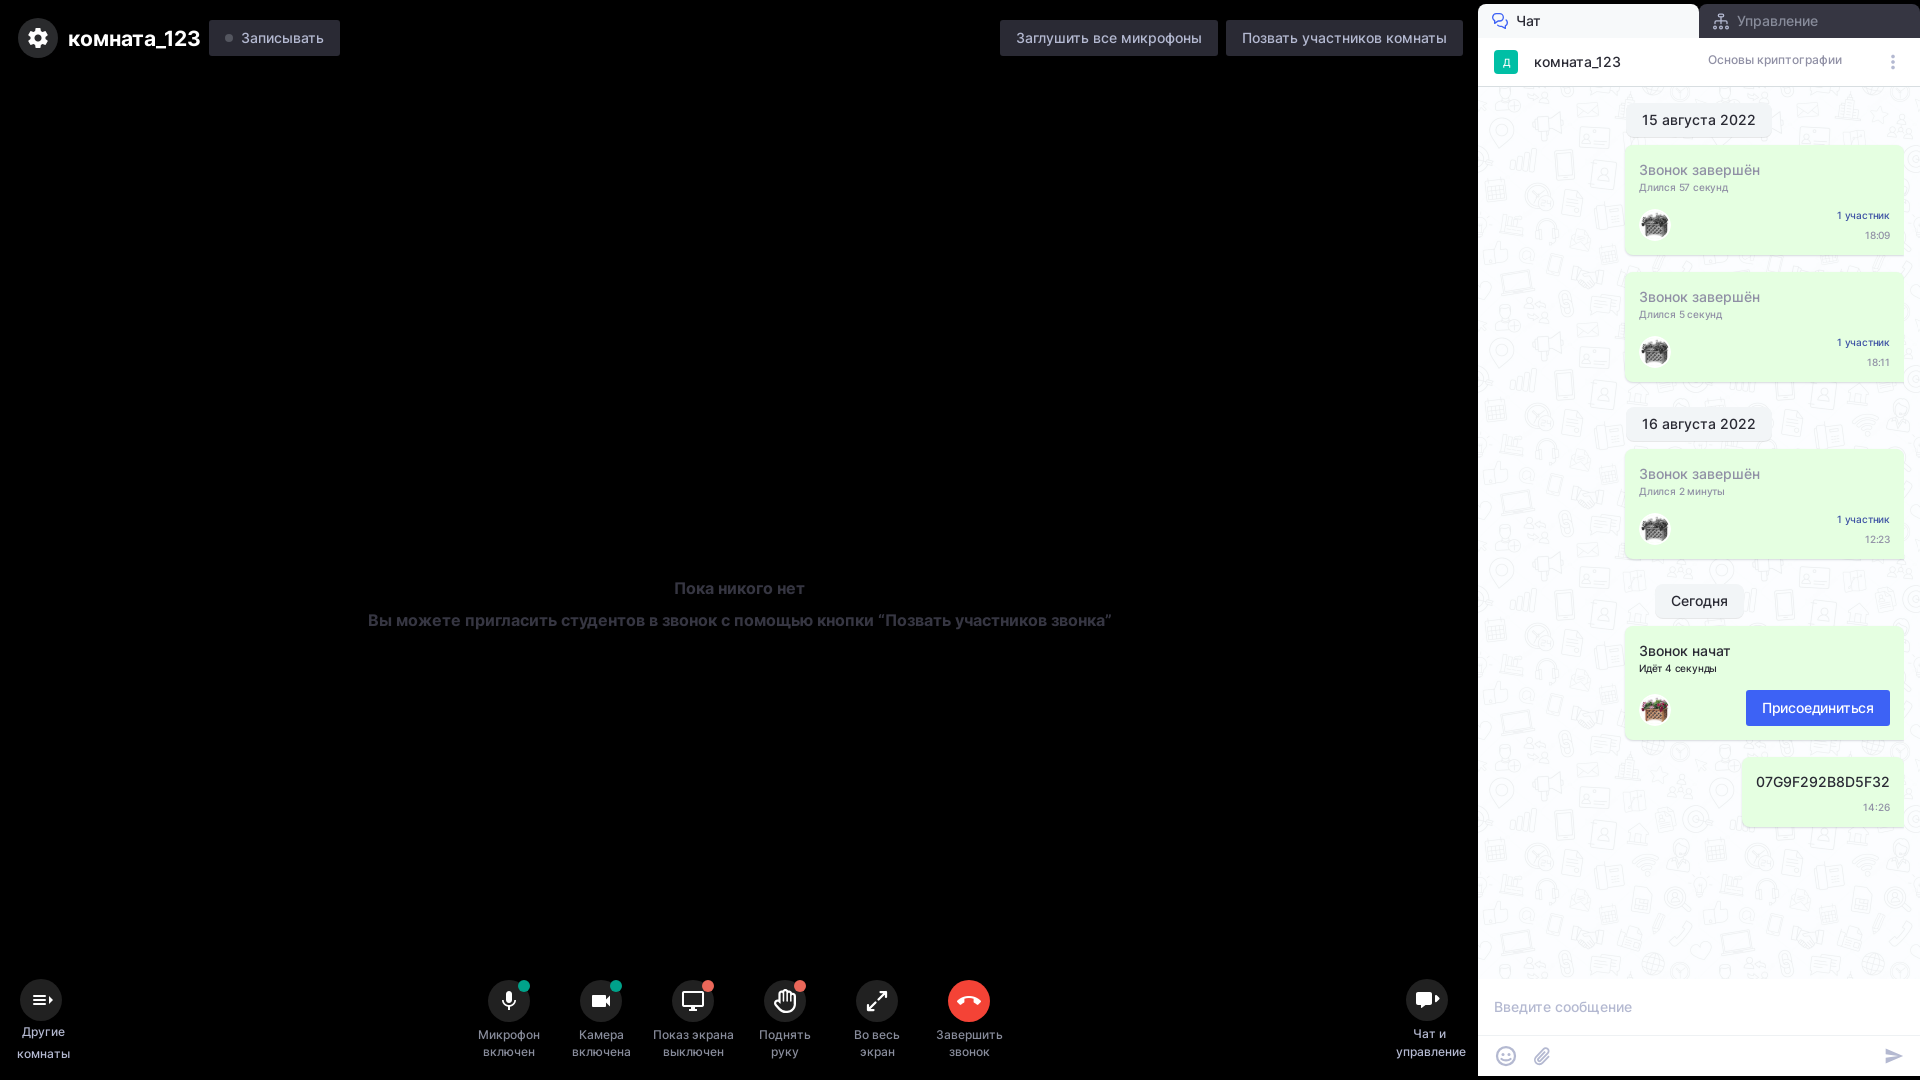 комната_123
Записывать
Заглушить все микрофоны
Позвать участников комнаты
Пока никого нет
Вы можете пригласить студентов в звонок с помощью кнопки “Позвать участников звонка”
Другие
комнаты
Микрофон
включен
Камера
включена
Показ экрана
выключен
Поднять
руку
Во весь
экран
Завершить
звонок
Чат и
управление
Чат
Управление
Д
комната_123
Основы криптографии
15 августа 2022
Звонок завершён
Длился 57 секунд
1 участник
18:09
Звонок завершён
Длился 5 секунд
1 участник
18:11
16 августа 2022
Звонок завершён
Длился 2 минуты
1 участник
12:23
Сегодня
Звонок начат
Идёт 4 секунды
Присоединиться
07G9F292B8D5F32
14:26
Введите сообщение